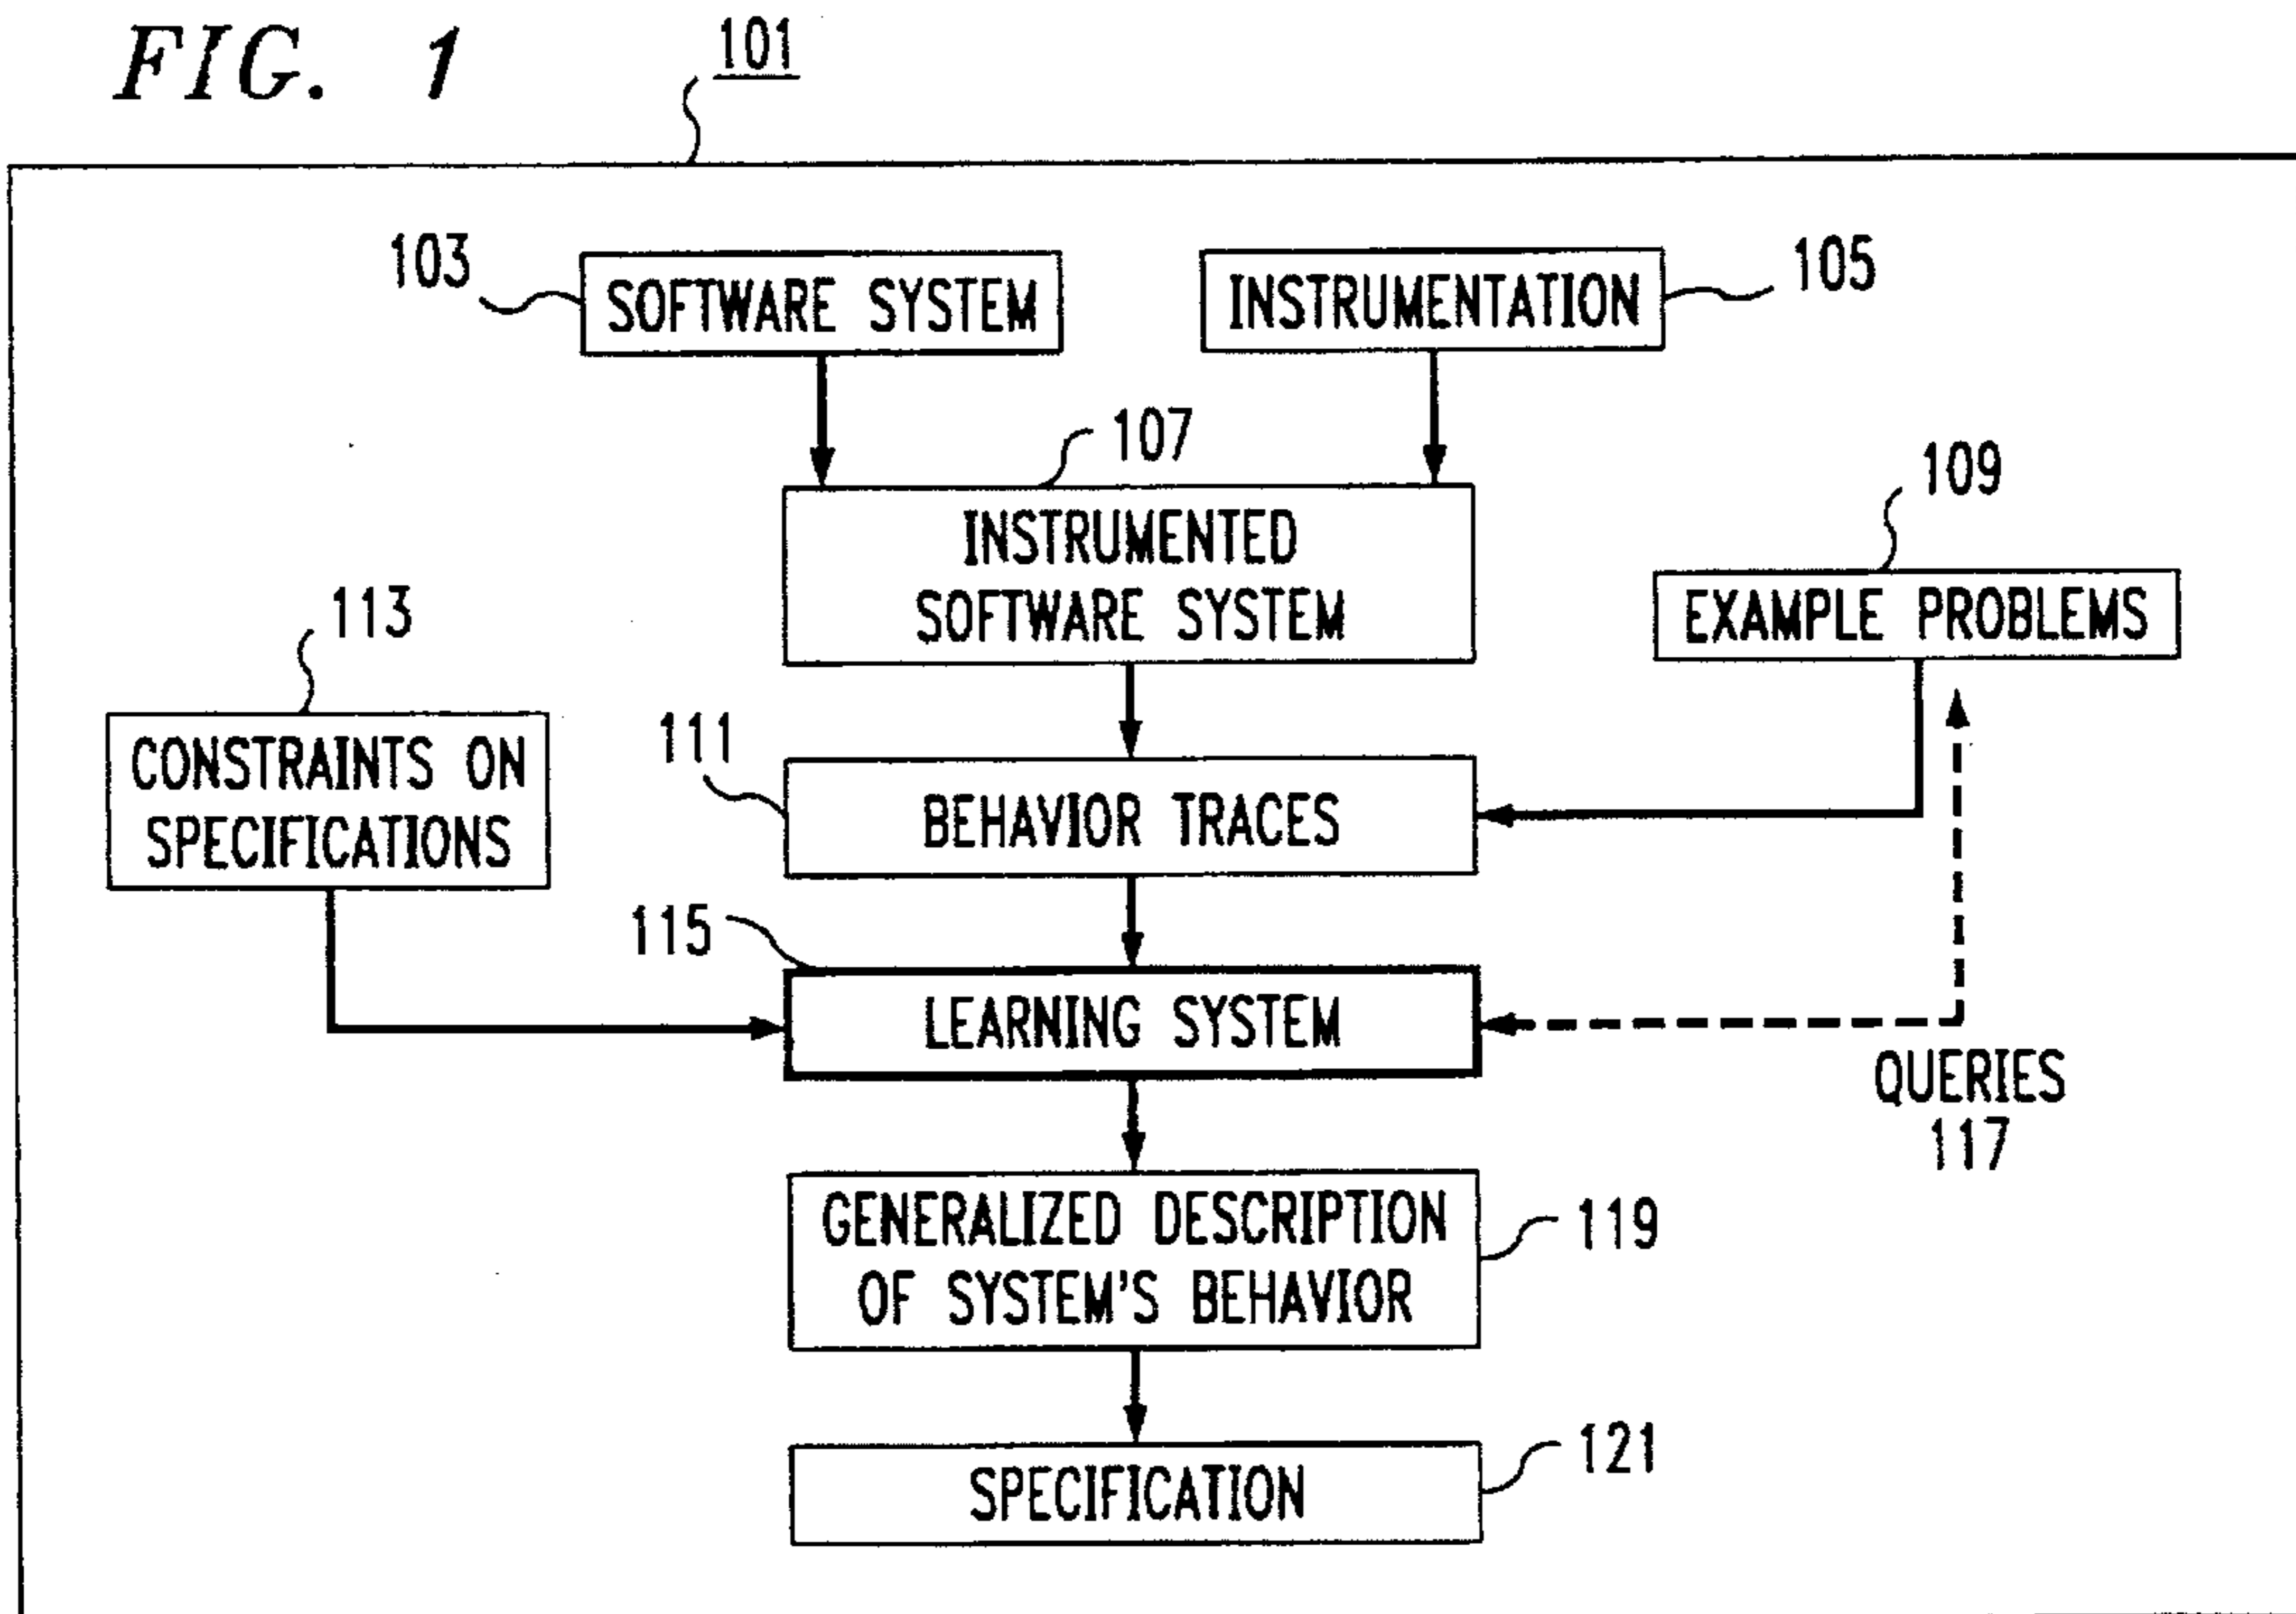 FIG. 1
101
103
SOFTWARE SYSTEM
INSTRUMENTATION
105
107
INSTRUMENTED
SOFTWARE SYSTEM
109
EXAMPLE PROBLEMS
113
CONSTRAINTS ON
SPECIFICATIONS
111
BEHAVIOR TRACES
115
LEARNING SYSTEM
QUERIES
117
GENERALIZED DESCRIPTION
OF SYSTEM'S BEHAVIOR
119
SPECIFICATION
121